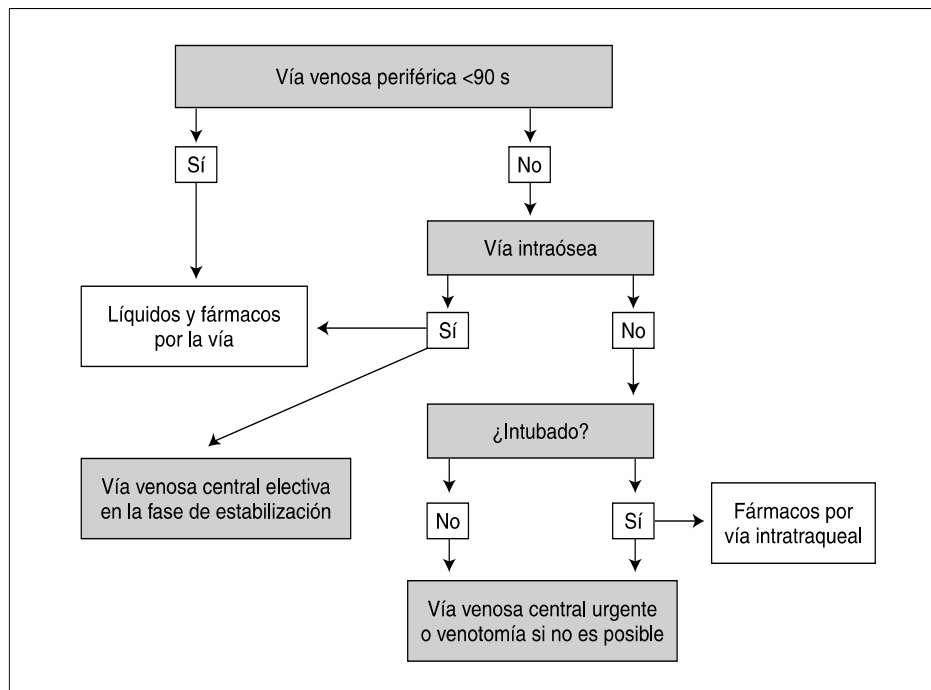 Vía venosa periférica <90 s
Sí
No
Vía intraósea
Líquidos y fármacos
por la vía
Sí
No
¿Intubado?
Vía venosa central electiva
en la fase de estabilización
No
Sí
Fármacos por
vía intratraqueal
Vía venosa central urgente
o venotomía si no es posible